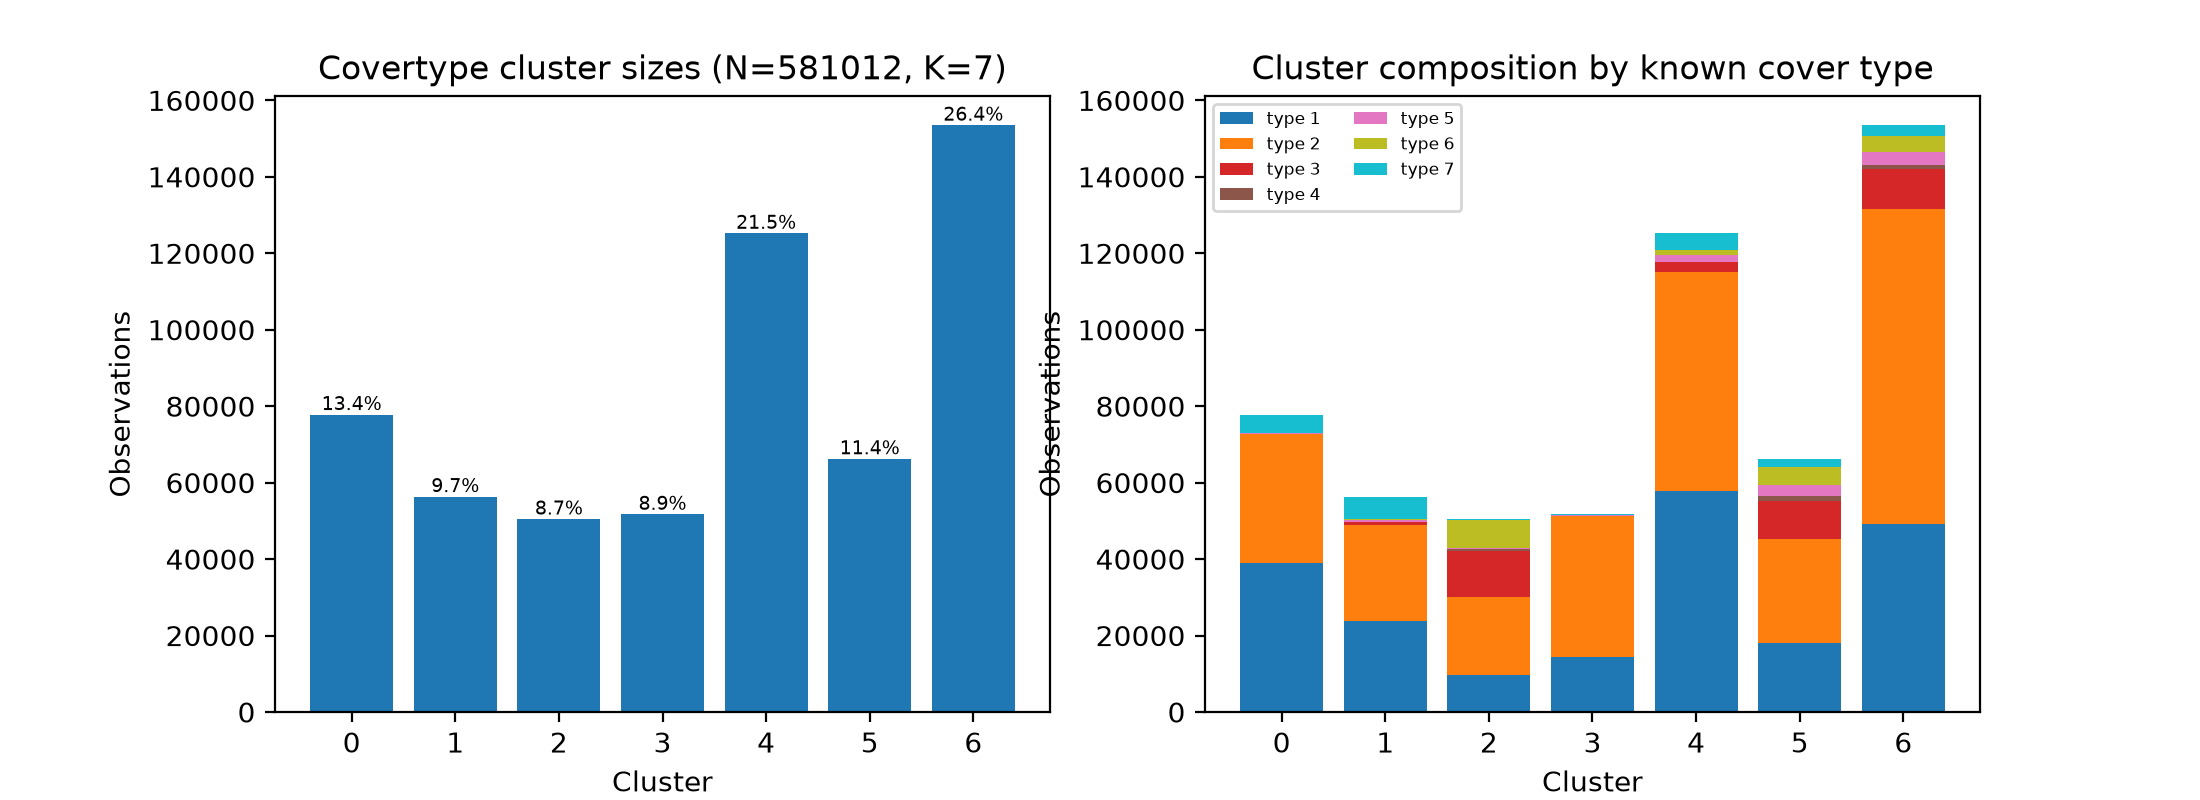 Covertype cluster sizes (N=581012, K=7)
160000
140000
120000
100000
80000
60000
40000
20000
0
Observations
13.4%
9.7%
8.7%
8.9%
21.5%
11.4%
26.4%
0 1 2 3 4 5 6
Cluster
Cluster composition by known cover type
160000
140000
120000
100000
80000
60000
40000
20000
0
Observations
type 1
type 2
type 3
type 4
type 5
type 6
type 7
0 1 2 3 4 5 6
Cluster